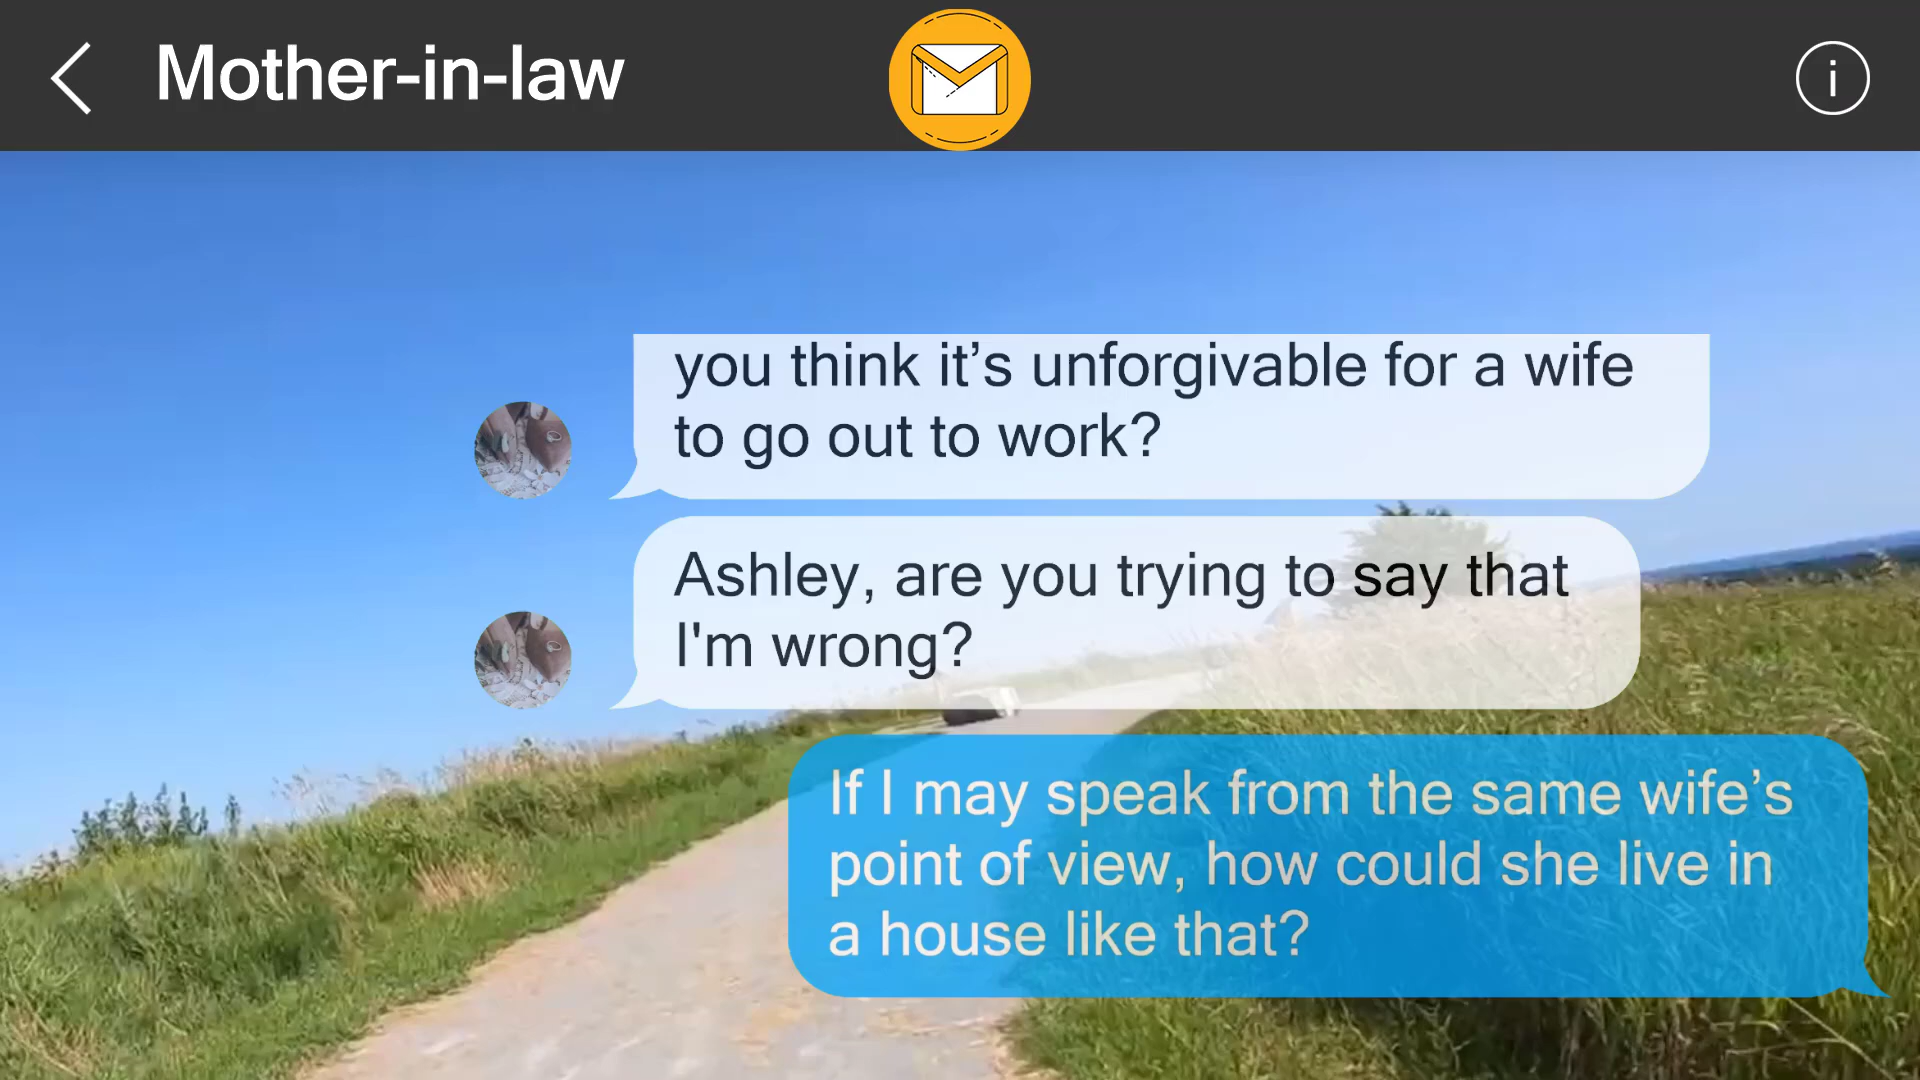 Mother-in-law
i
you think it’s unforgivable for a wife
to go out to work?
Ashley, are you trying to say that
I'm wrong?
If I may speak from the same wife’s
point of view, how could she live in
a house like that?